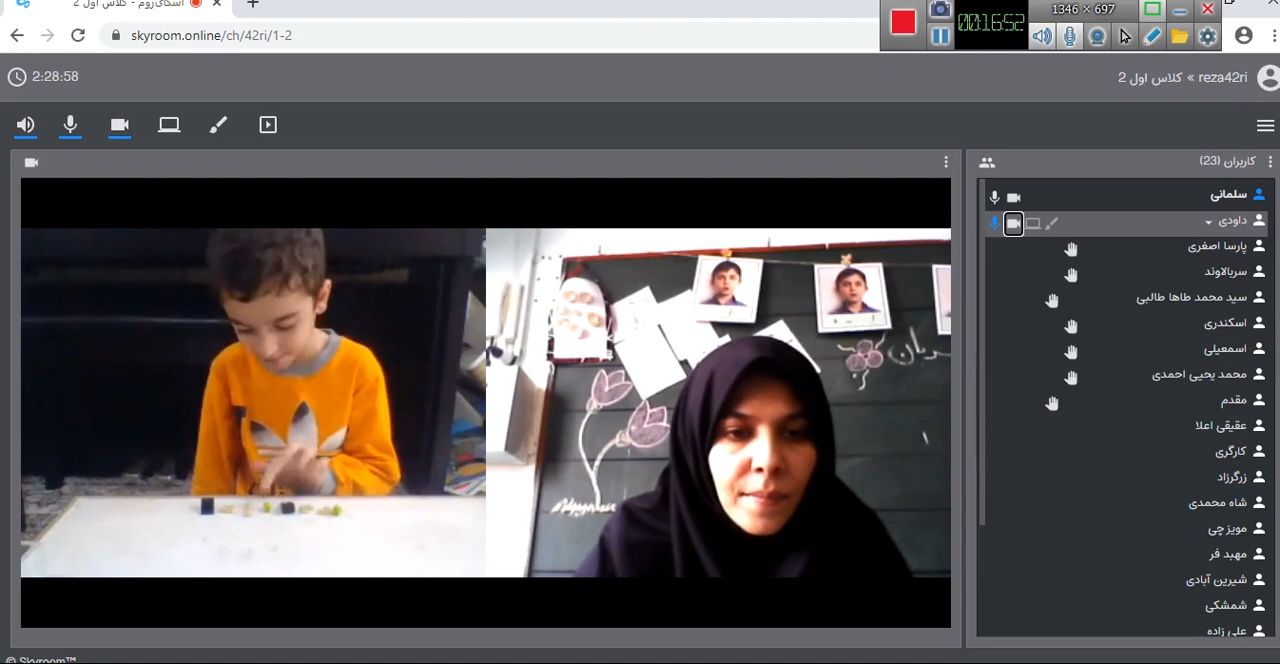 اسکای‌روم - کلاس اول 2
skyroom.online/ch/42ri/1-2
00:16:52
1346 × 697
2:28:58
reza42ri » کلاس اول 2
کاربران (23)
سلمانی
داودی
پارسا اصغری
سربالاوند
سید محمد طاها طالبی
اسکندری
اسمعیلی
محمد یحیی احمدی
مقدم
عقیقی اعلا
کارگری
زرگرزاد
شاه محمدی
مویزچی
مهبد فر
شیرین آبادی
شمشکی
علی زاده
© Skyroom™